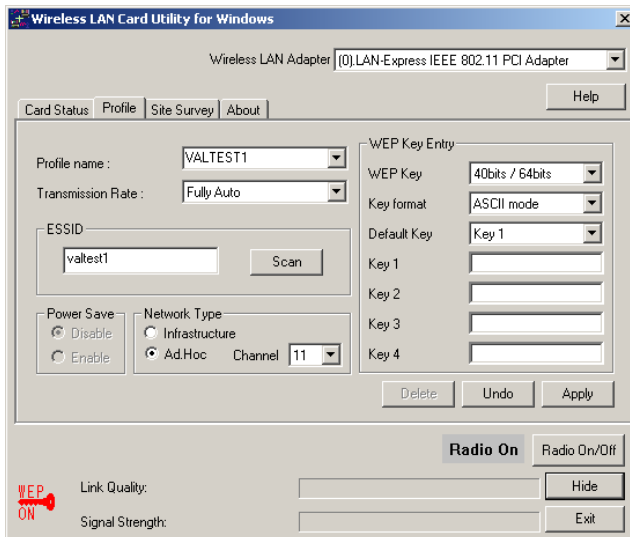 Wireless LAN Card Utility for Windows
Wireless LAN Adapter (0).LAN-Express IEEE 802.11 PCI Adapter
Help
Card Status Profile Site Survey About
Profile name : VALTEST1
Transmission Rate : Fully Auto
ESSID
valtest1 Scan
Power Save
Disable
Enable
Network Type
Infrastructure
Ad.Hoc Channel 11
WEP Key Entry
WEP Key 40bits / 64bits
Key format ASCII mode
Default Key Key 1
Key 1
Key 2
Key 3
Key 4
Delete Undo Apply
Radio On Radio On/Off
WEP
ON
Link Quality: Hide
Signal Strength: Exit